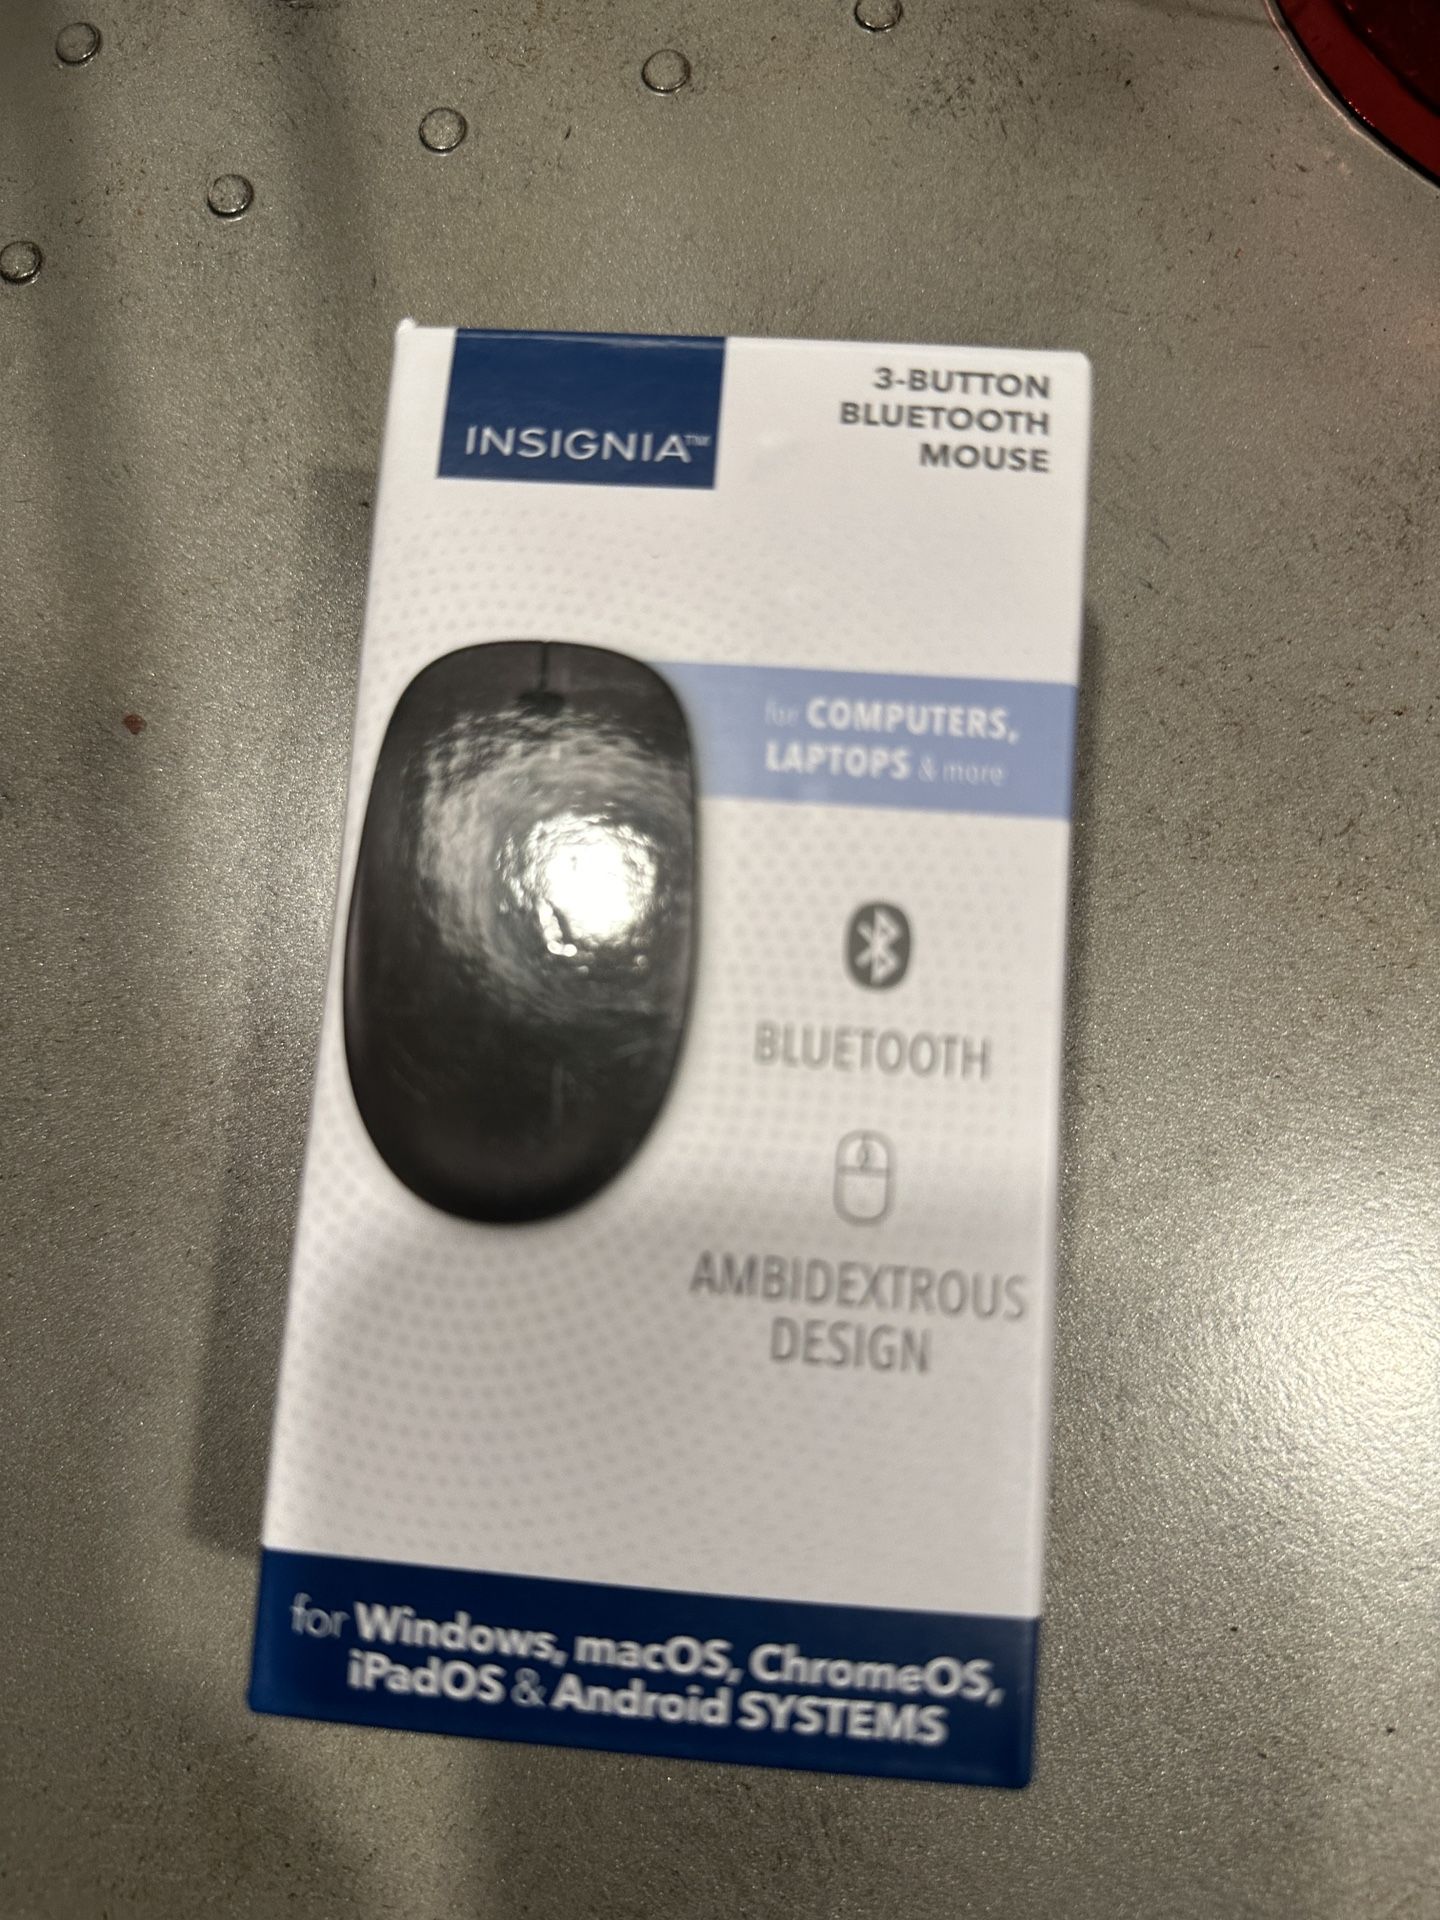 INSIGNIA™
3-BUTTON
BLUETOOTH
MOUSE
for COMPUTERS,
LAPTOPS & more
BLUETOOTH
AMBIDEXTROUS
DESIGN
for Windows, macOS, ChromeOS,
iPadOS & Android SYSTEMS